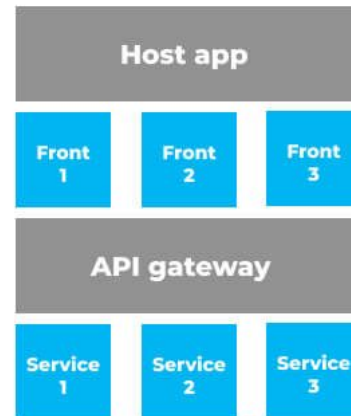 Host app
Front
1
Front
2
Front
3
API gateway
Service
1
Service
2
Service
3